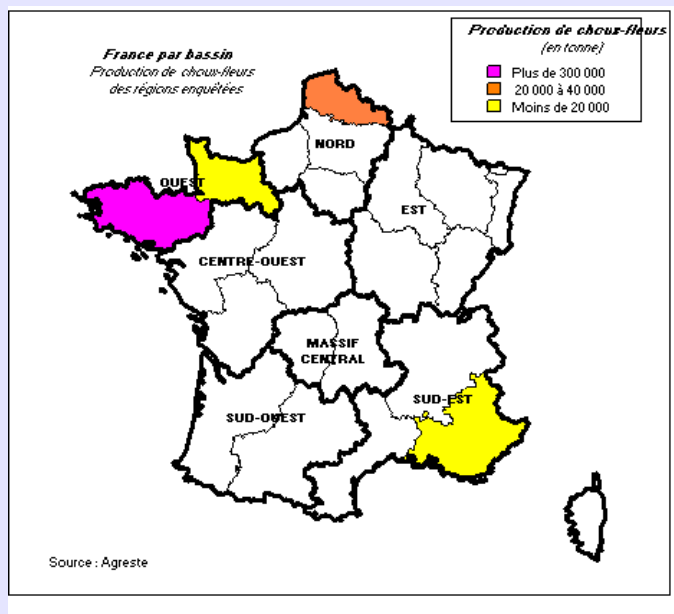 Production de choux-fleurs
(en tonne)
Plus de 300 000
20 000 à 40 000
Moins de 20 000
France par bassin
Production de choux-fleurs
des régions enquêtées
NORD
OUEST
EST
CENTRE-OUEST
MASSIF
CENTRAL
SUD-EST
SUD-OUEST
Source : Agreste